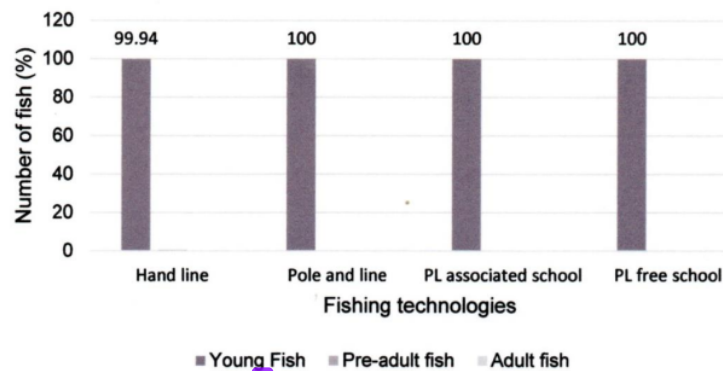 120
99.94 100 100 100
100
80
60
40
20
0
Number of fish (%)
Hand line Pole and line PL associated school PL free school
Fishing technologies
Young Fish Pre-adult fish Adult fish